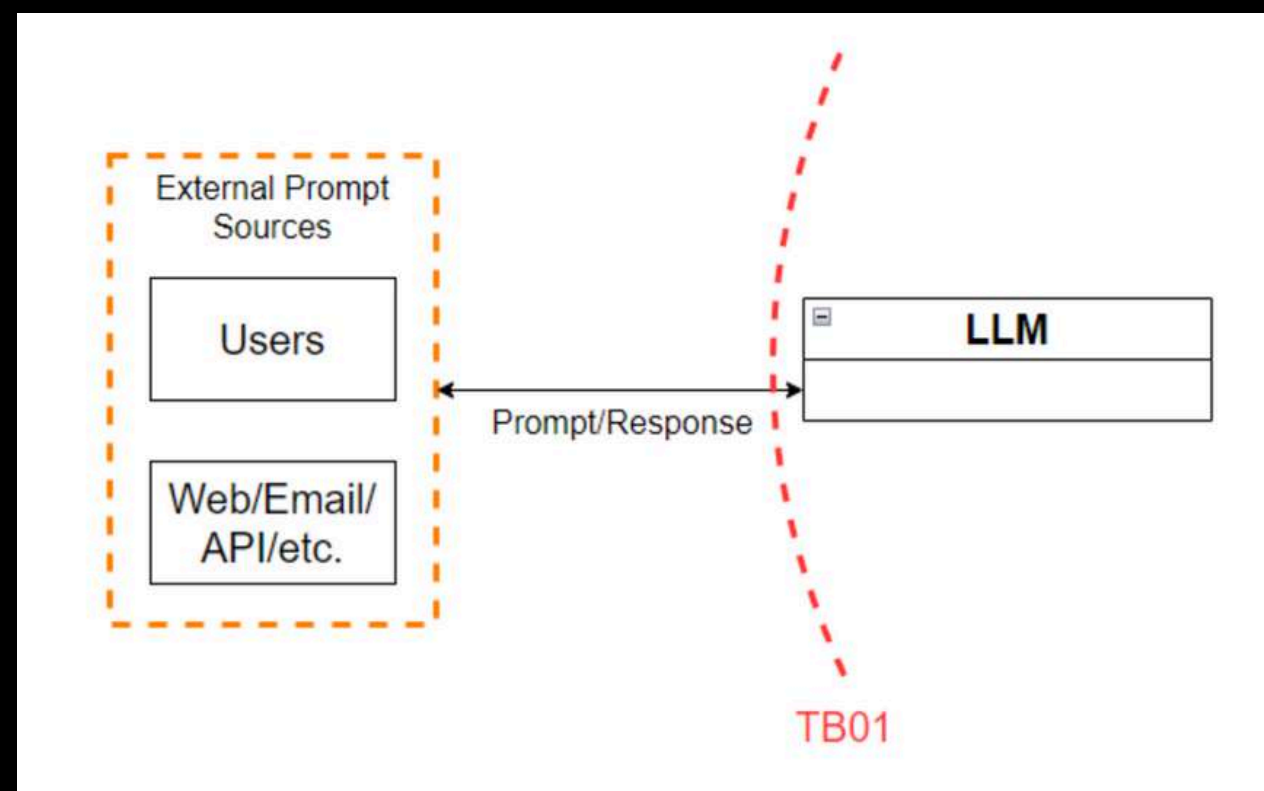 External Prompt
Sources
Users
Web/Email/
API/etc.
Prompt/Response
LLM
TB01